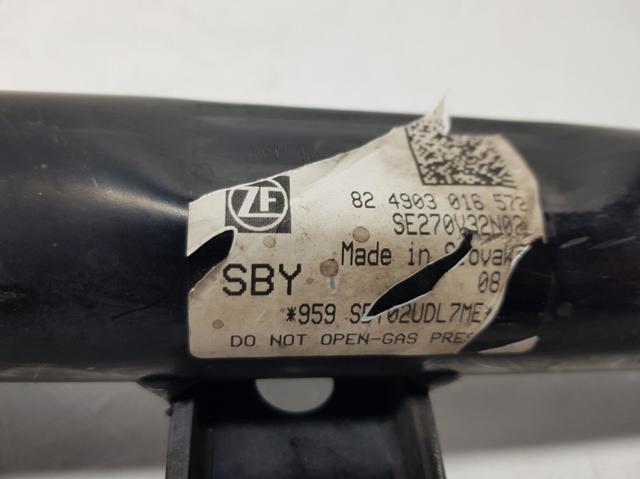 ZF
82 4903 016 572
SE270V32N02
Made in
SBY
08
*959
DO NOT OPEN-GAS